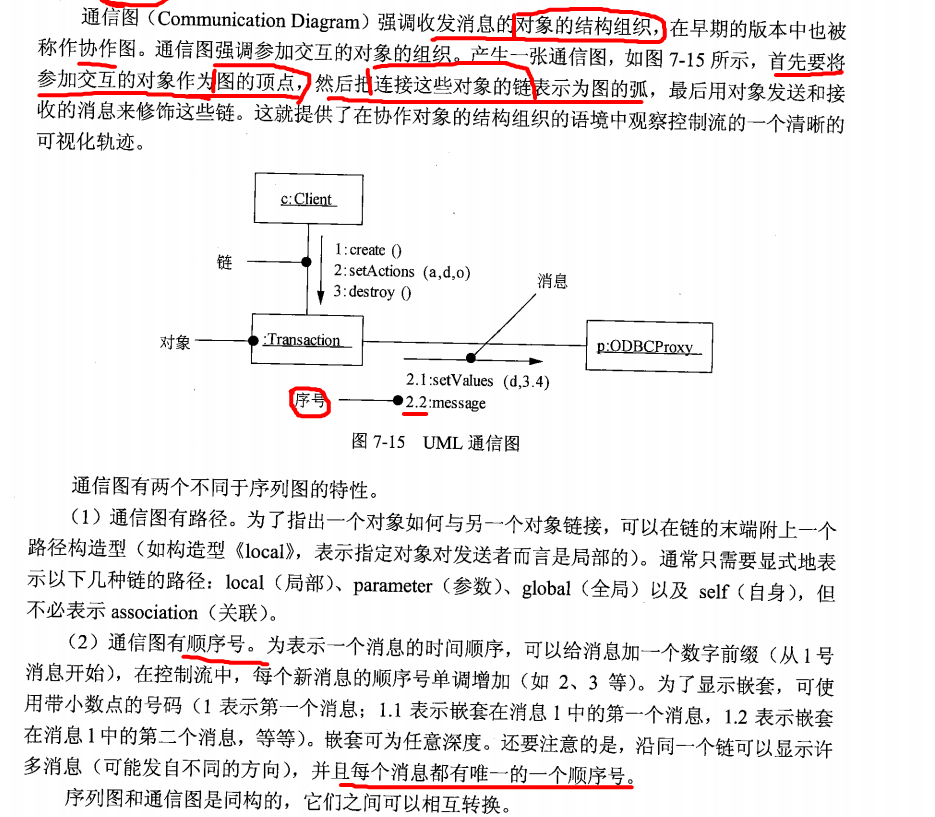 通信图（Communication Diagram）强调收发消息的对象的结构组织，在早期的版本中也被
称作协作图。通信图强调参加交互的对象的组织。产生一张通信图，如图 7-15 所示，首先要将
参加交互的对象作为图的顶点，然后把连接这些对象的链表示为图的弧，最后用对象发送和接
收的消息来修饰这些链。这就提供了在协作对象的结构组织的语境中观察控制流的一个清晰的
可视化轨迹。
c:Client
链
1:create ()
2:setActions (a,d,o)
3:destroy ()
消息
对象
:Transaction
p:ODBCProxy
2.1:setValues (d,3.4)
序号
2.2:message
图 7-15 UML 通信图
通信图有两个不同于序列图的特性。
（1）通信图有路径。为了指出一个对象如何与另一个对象链接，可以在链的末端附上一个
路径构造型（如构造型《local》，表示指定对象对发送者而言是局部的）。通常只需要显式地表
示以下几种链的路径：local（局部）、parameter（参数）、global（全局）以及 self（自身），但
不必表示 association（关联）。
（2）通信图有顺序号。为表示一个消息的时间顺序，可以给消息加一个数字前缀（从 1 号
消息开始），在控制流中，每个新消息的顺序号单调增加（如 2、3 等）。为了显示嵌套，可使
用带小数点的号码（1 表示第一个消息；1.1 表示嵌套在消息 1 中的第一个消息，1.2 表示嵌套
在消息 1 中的第二个消息，等等）。嵌套可为任意深度。还要注意的是，沿同一个链可以显示许
多消息（可能发自不同的方向），并且每个消息都有唯一的一个顺序号。
序列图和通信图是同构的，它们之间可以相互转换。